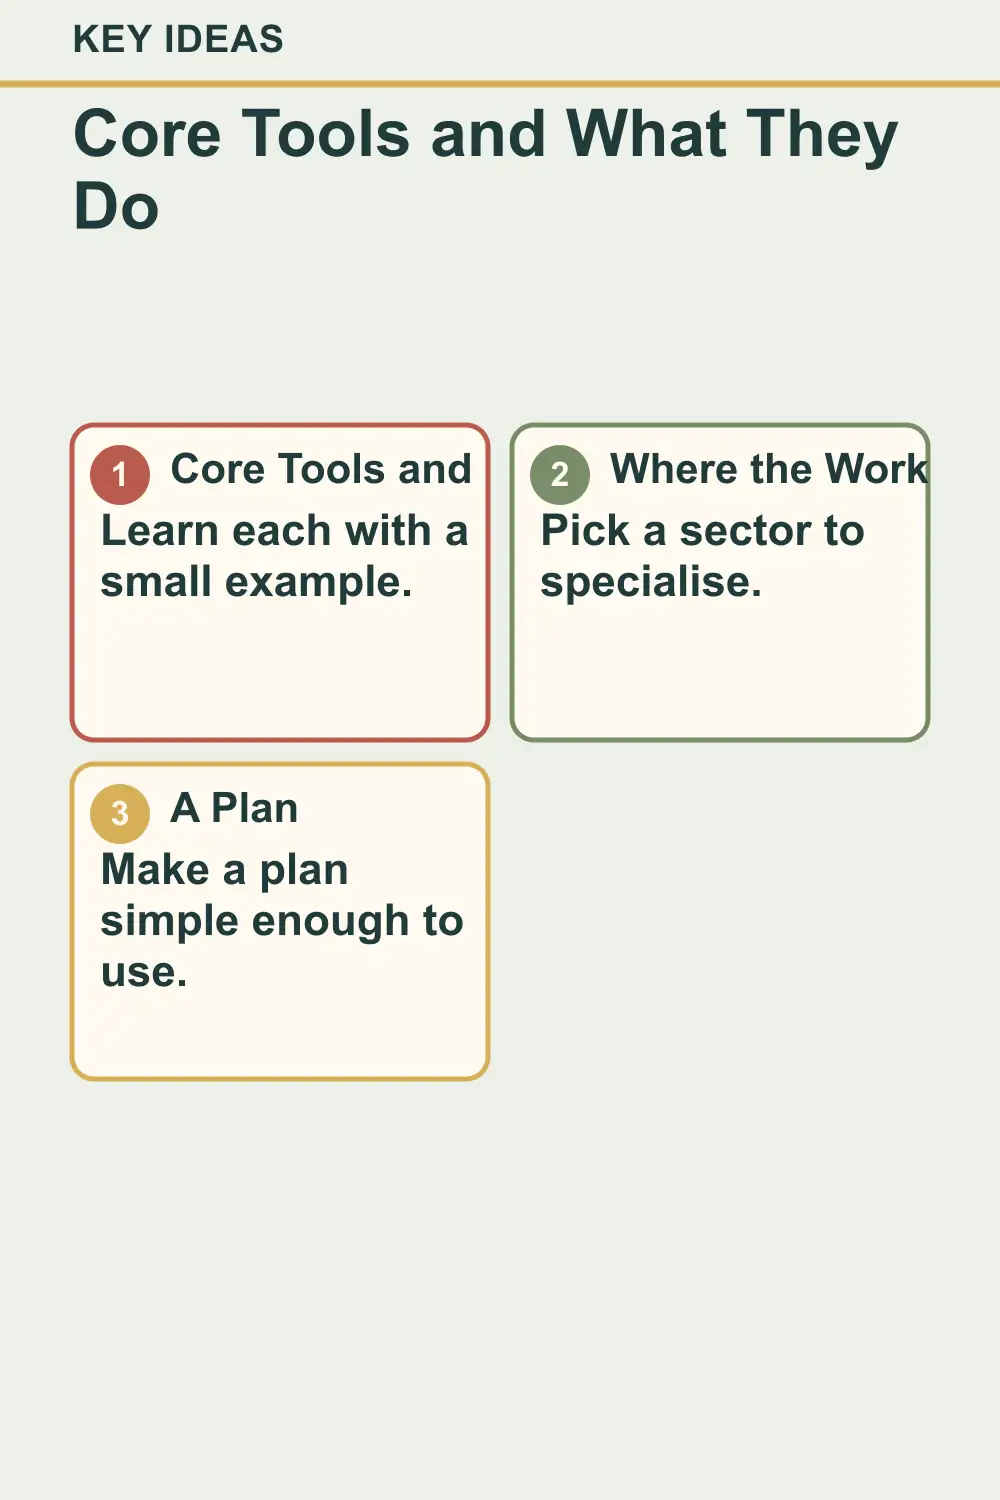 KEY IDEAS
Core Tools and What They
Do
1
Core Tools and
Learn each with a
small example.
2
Where the Work
Pick a sector to
specialise.
3
A Plan
Make a plan
simple enough to
use.